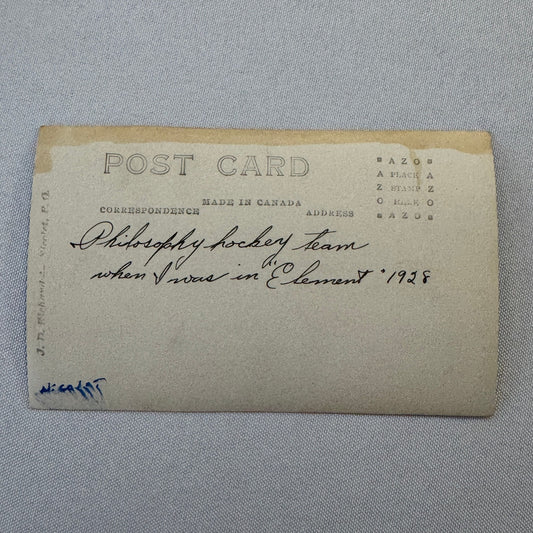 POST CARD
MADE IN CANADA
CORRESPONDENCE ADDRESS
AZO
A PLACE A
Z STAMP Z
O HERE O
AZO
Philosophy hockey team
when I was in "Element" 1928
J. D. P.Q.